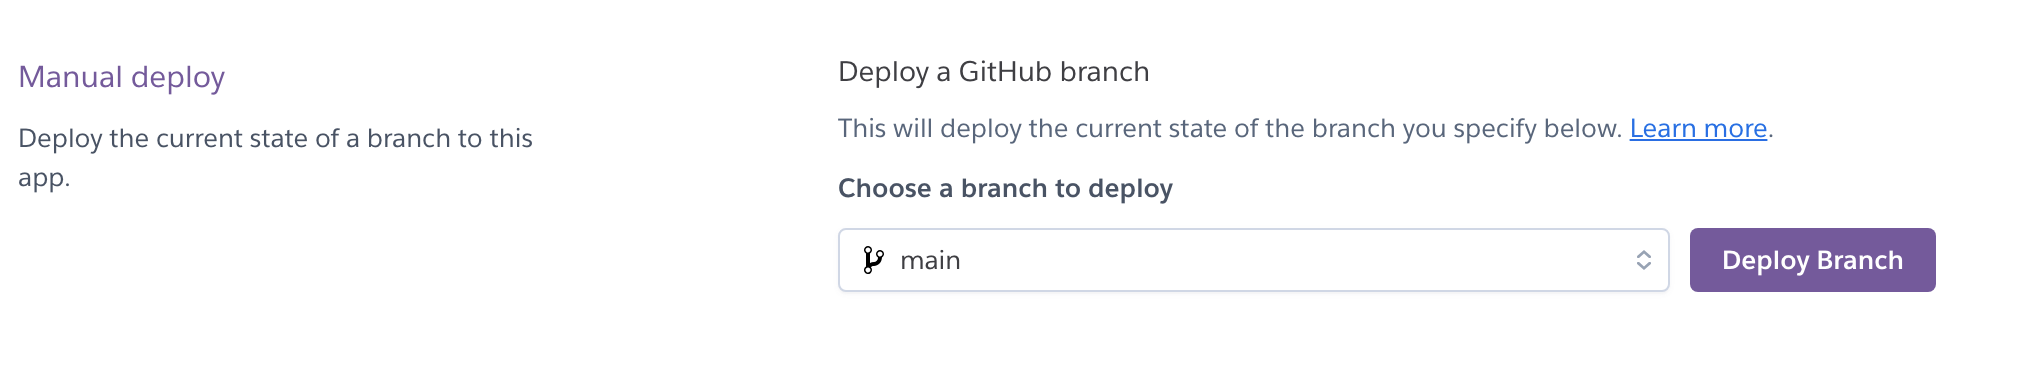 Manual deploy
Deploy the current state of a branch to this
app.
Deploy a GitHub branch
This will deploy the current state of the branch you specify below. Learn more.
Choose a branch to deploy
main
Deploy Branch